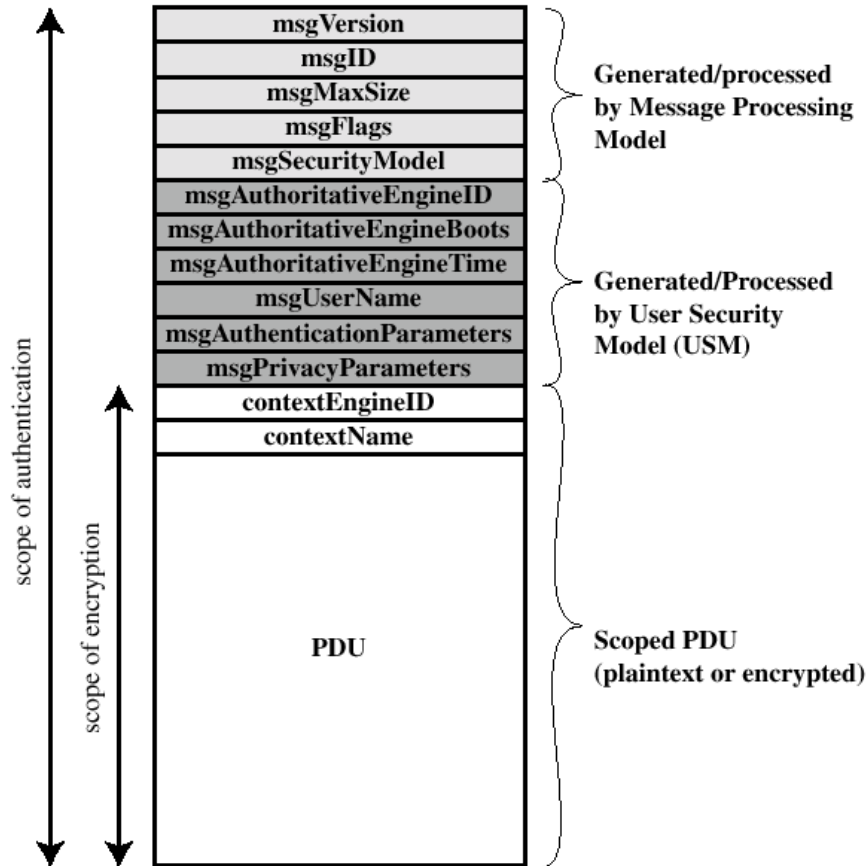 msgVersion
msgID
msgMaxSize
msgFlags
msgSecurityModel
msgAuthoritativeEngineID
msgAuthoritativeEngineBoots
msgAuthoritativeEngineTime
msgUserName
msgAuthenticationParameters
msgPrivacyParameters
contextEngineID
contextName
PDU
Generated/processed
by Message Processing
Model
Generated/Processed
by User Security
Model (USM)
Scoped PDU
(plaintext or encrypted)
scope of authentication
scope of encryption